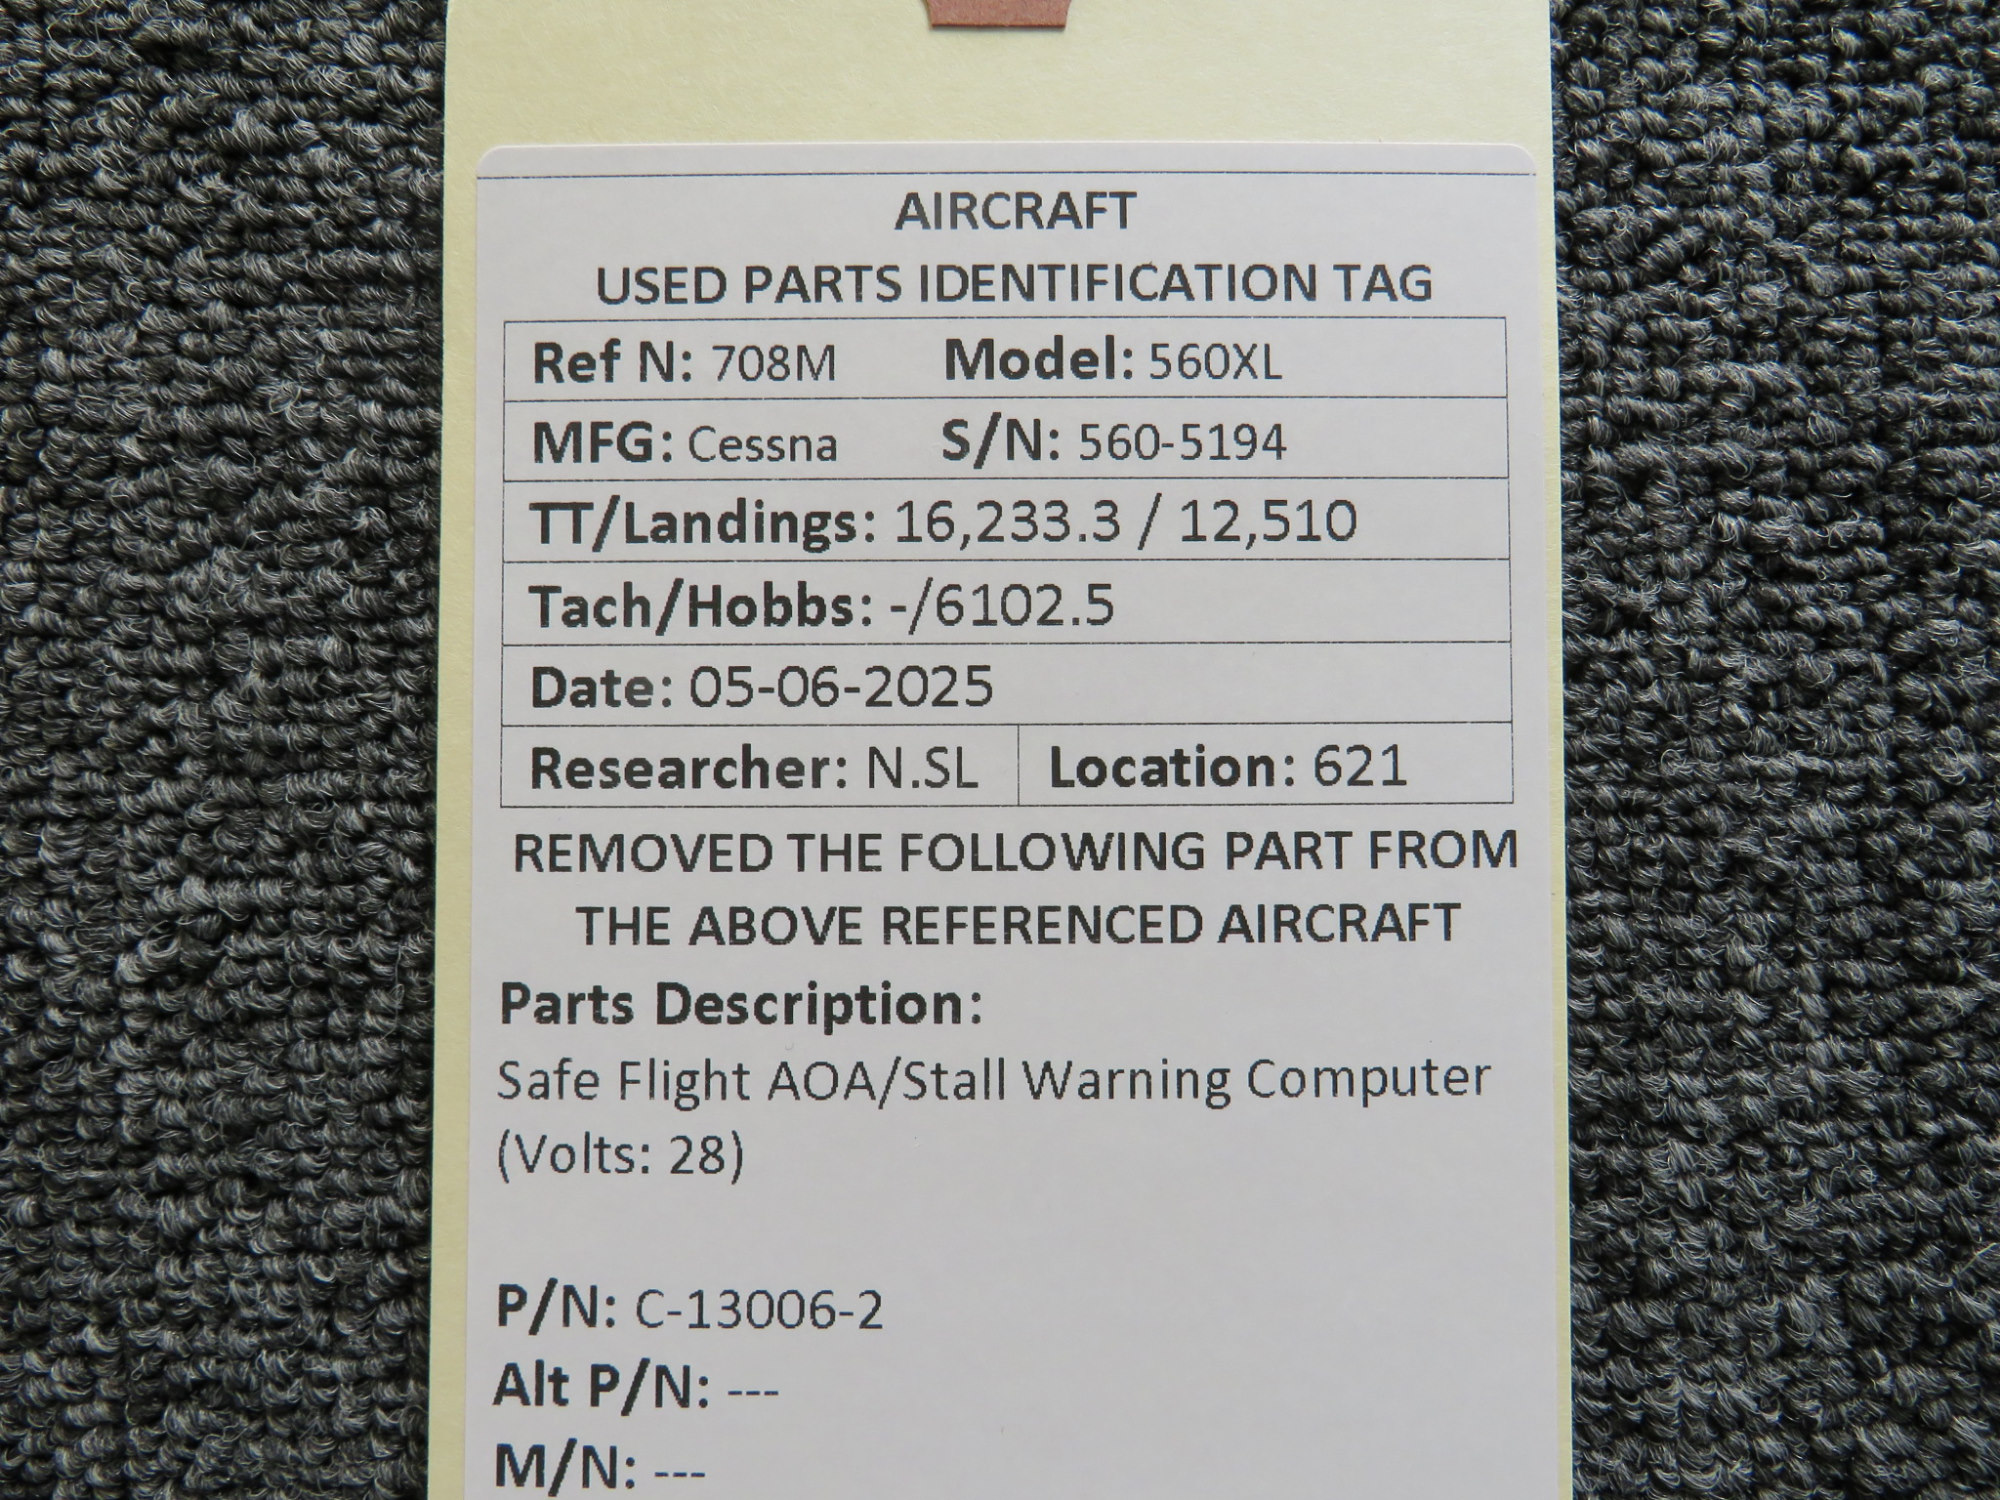 AIRCRAFT
USED PARTS IDENTIFICATION TAG
Ref N: 708M Model: 560XL
MFG: Cessna S/N: 560-5194
TT/Landings: 16,233.3 / 12,510
Tach/Hobbs: -/6102.5
Date: 05-06-2025
Researcher: N.SL Location: 621
REMOVED THE FOLLOWING PART FROM
THE ABOVE REFERENCED AIRCRAFT
Parts Description:
Safe Flight AOA/Stall Warning Computer
(Volts: 28)
P/N: C-13006-2
Alt P/N: ---
M/N: ---